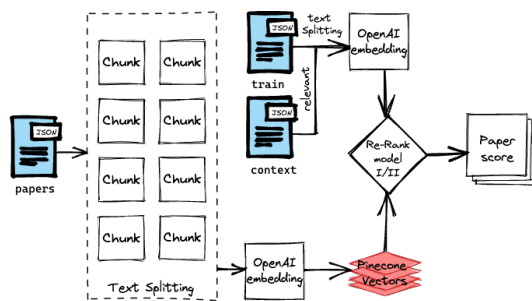 JSON
papers
Chunk Chunk
Chunk Chunk
Chunk Chunk
Chunk Chunk
Text Splitting
JSON
train
JSON
context
text
Splitting
relevant
OpenAI
embedding
OpenAI
embedding
Pinecone
Vectors
Re-Rank
model
I/II
Paper
score